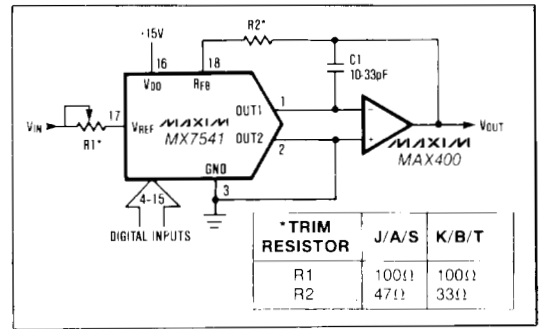 R2*
·15V
16
18
C1
10-33pF
VDD
RFB
VIN
17
VREF
MAXIM
MX7541
OUT1
1
OUT2
2
-
+
VOUT
MAXIM
MAX400
R1*
GND
3
4-15
DIGITAL INPUTS
*TRIM RESISTOR J/A/S K/B/T
R1 100Ω 100Ω
R2 47Ω 33Ω